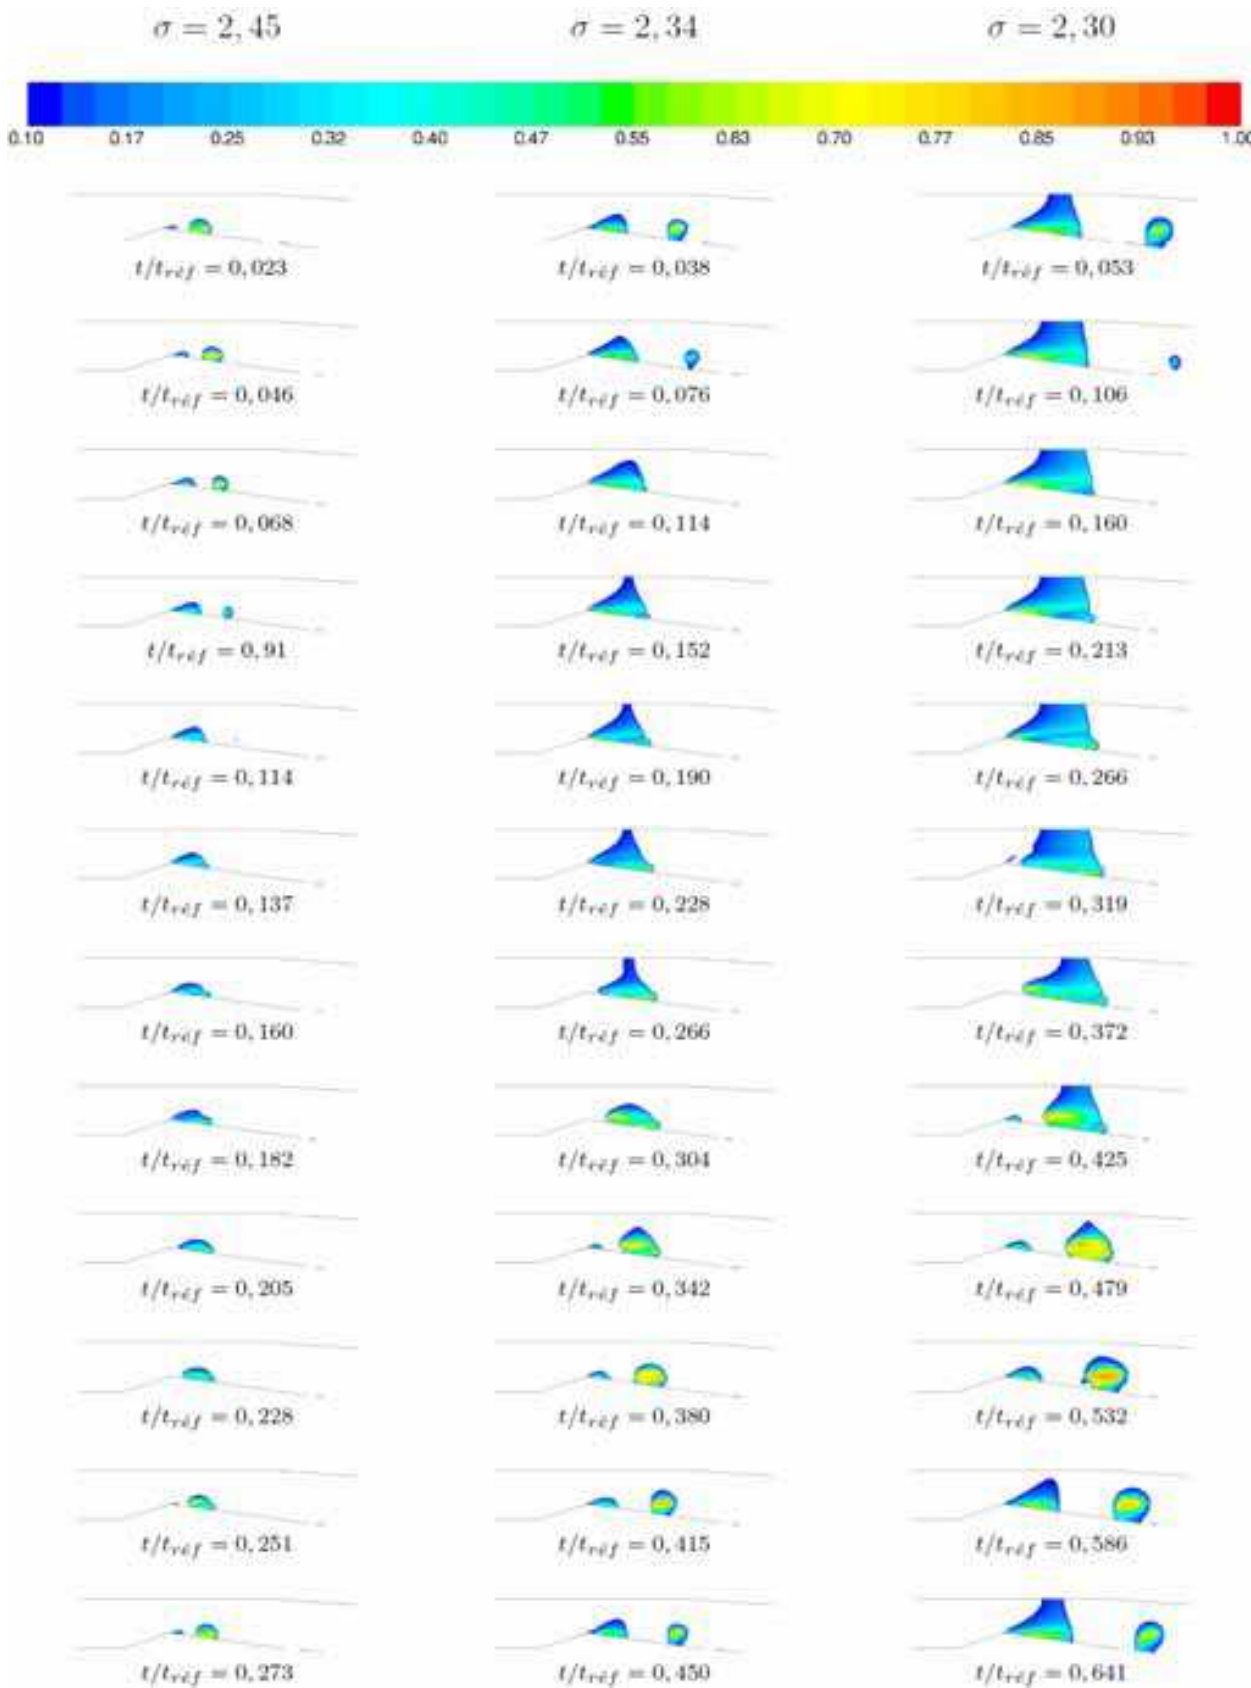 σ = 2,45 σ = 2,34 σ = 2,30
0.10 0.17 0.25 0.32 0.40 0.47 0.55 0.63 0.70 0.77 0.85 0.93 1.00
t/t_réf = 0,023 t/t_réf = 0,038 t/t_réf = 0,053
t/t_réf = 0,046 t/t_réf = 0,076 t/t_réf = 0,106
t/t_réf = 0,068 t/t_réf = 0,114 t/t_réf = 0,160
t/t_réf = 0,91 t/t_réf = 0,152 t/t_réf = 0,213
t/t_réf = 0,114 t/t_réf = 0,190 t/t_réf = 0,266
t/t_réf = 0,137 t/t_réf = 0,228 t/t_réf = 0,319
t/t_réf = 0,160 t/t_réf = 0,266 t/t_réf = 0,372
t/t_réf = 0,182 t/t_réf = 0,304 t/t_réf = 0,425
t/t_réf = 0,205 t/t_réf = 0,342 t/t_réf = 0,479
t/t_réf = 0,228 t/t_réf = 0,380 t/t_réf = 0,532
t/t_réf = 0,251 t/t_réf = 0,415 t/t_réf = 0,586
t/t_réf = 0,273 t/t_réf = 0,450 t/t_réf = 0,641